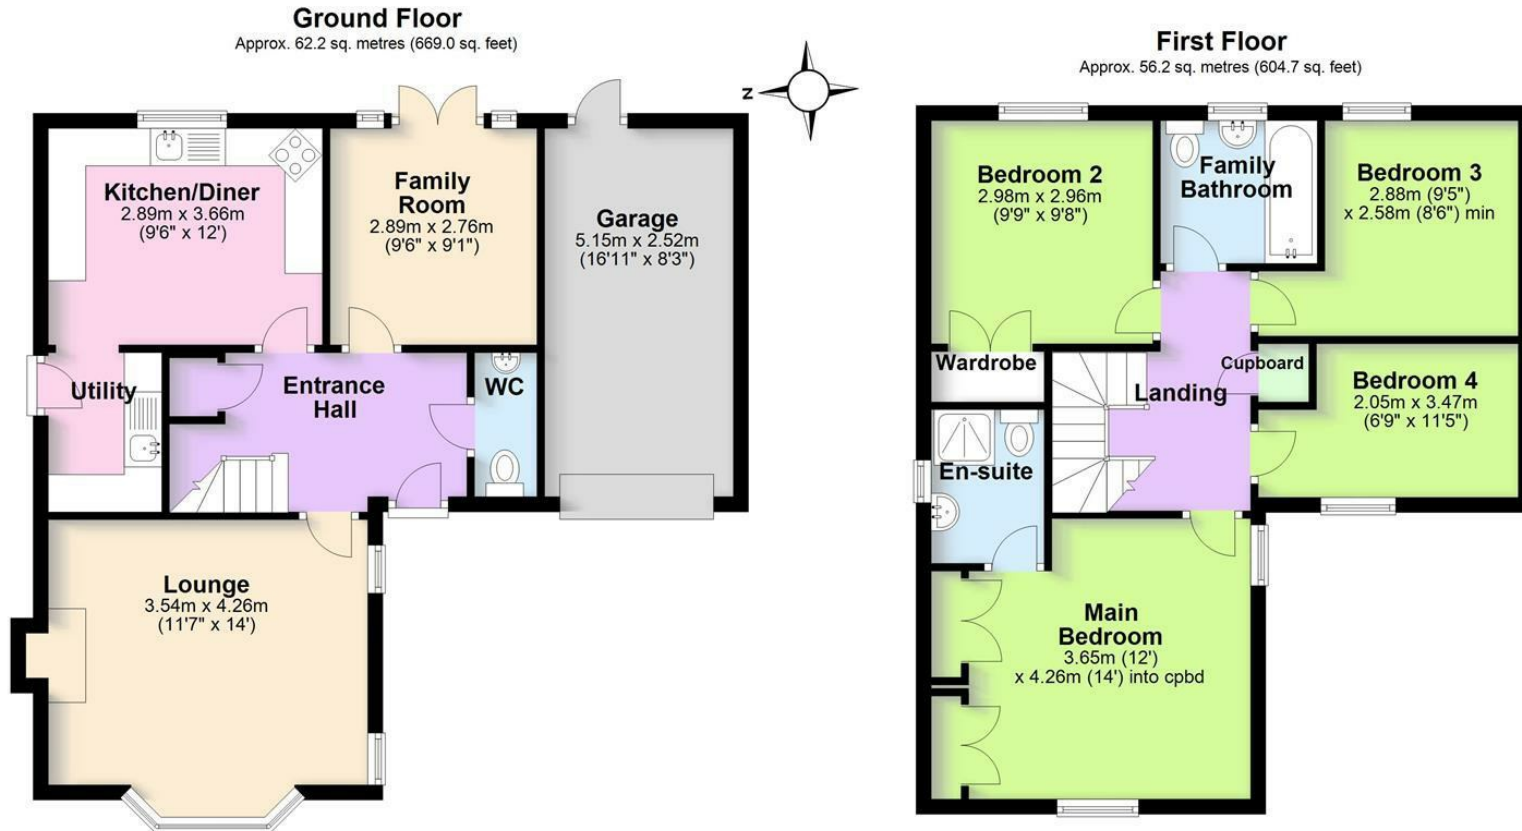 Ground Floor
Approx. 62.2 sq. metres (669.0 sq. feet)
Kitchen/Diner
2.89m x 3.66m
(9'6" x 12')
Family
Room
2.89m x 2.76m
(9'6" x 9'1")
Garage
5.15m x 2.52m
(16'11" x 8'3")
Utility
Entrance
Hall
WC
Lounge
3.54m x 4.26m
(11'7" x 14')
N
First Floor
Approx. 56.2 sq. metres (604.7 sq. feet)
Bedroom 2
2.98m x 2.96m
(9'9" x 9'8")
Family
Bathroom
Bedroom 3
2.88m (9'5")
x 2.58m (8'6") min
Wardrobe
Landing
Cupboard
Bedroom 4
2.05m x 3.47m
(6'9" x 11'5")
En-suite
Main
Bedroom
3.65m (12')
x 4.26m (14') into cpbd